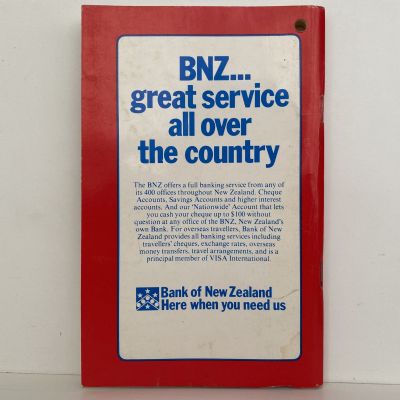 BNZ...
great service
all over
the country
The BNZ offers a full banking service from any of
its 400 offices throughout New Zealand. Cheque
Accounts, Savings Accounts and higher interest
accounts. And our 'Nationwide' Account that lets
you cash your cheque up to $100 without
question at any office of the BNZ, New Zealand's
own Bank. For overseas travellers, Bank of New
Zealand provides all banking services including
travellers' cheques, exchange rates, overseas
money transfers, travel arrangements, and is a
principal member of VISA International.
Bank of New Zealand
Here when you need us